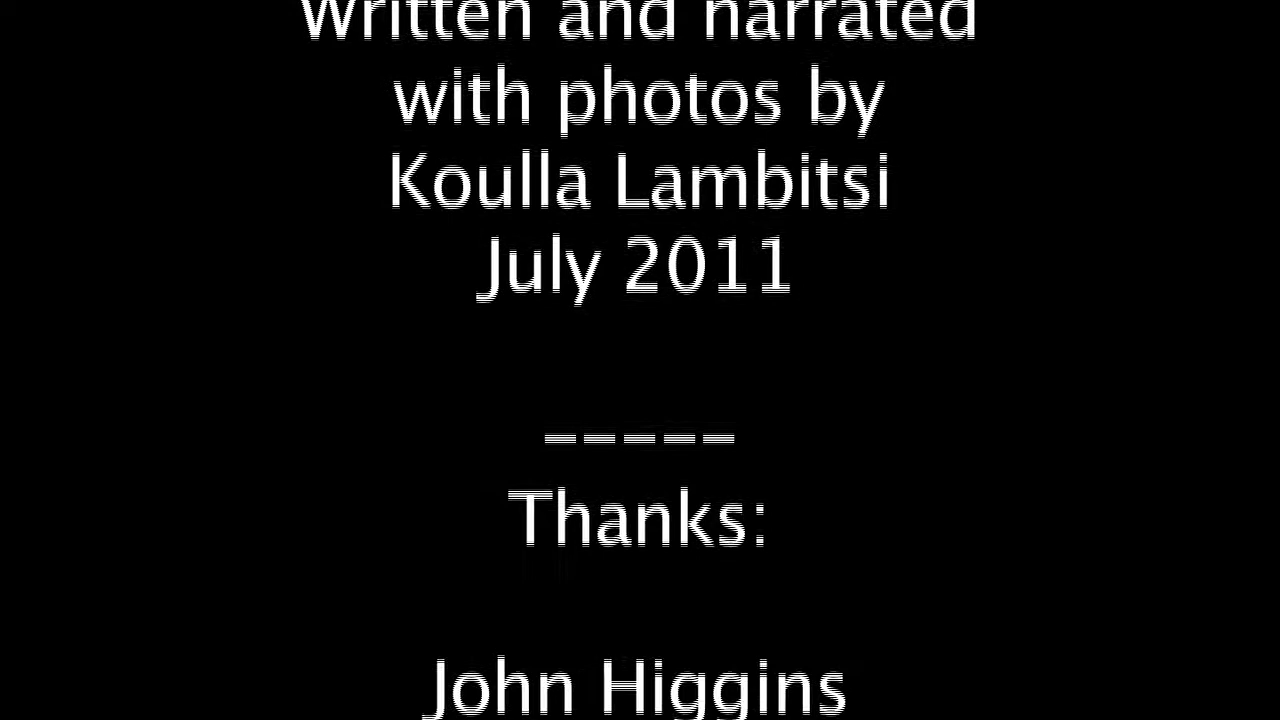 Written and narrated
with photos by
Koulla Lambitsi
July 2011
-----
Thanks:
John Higgins